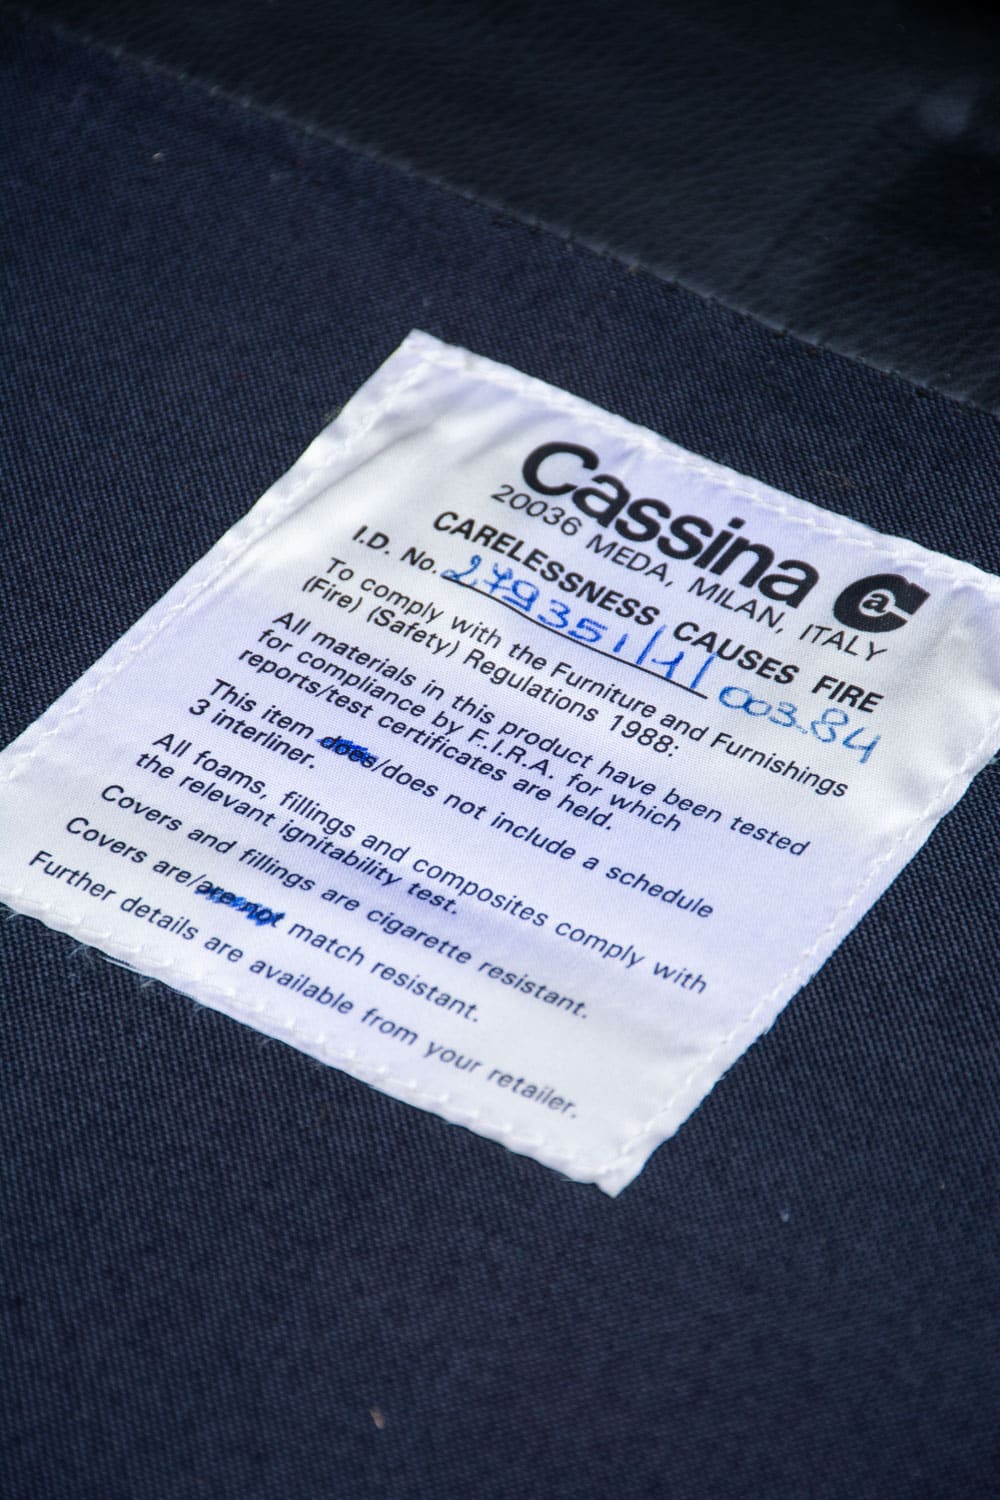 Cassina
a
20036 MEDA, MILAN, ITALY
CARELESSNESS CAUSES FIRE
I.D. No. 279351/1/003.84
To comply with the Furniture and Furnishings
(Fire) (Safety) Regulations 1988:
All materials in this product have been tested
for compliance by F.I.R.A. for which
reports/test certificates are held.
This item does/does not include a schedule
3 interliner.
All foams, fillings and composites comply with
the relevant ignitability test.
Covers and fillings are cigarette resistant.
Covers are/are not match resistant.
Further details are available from your retailer.